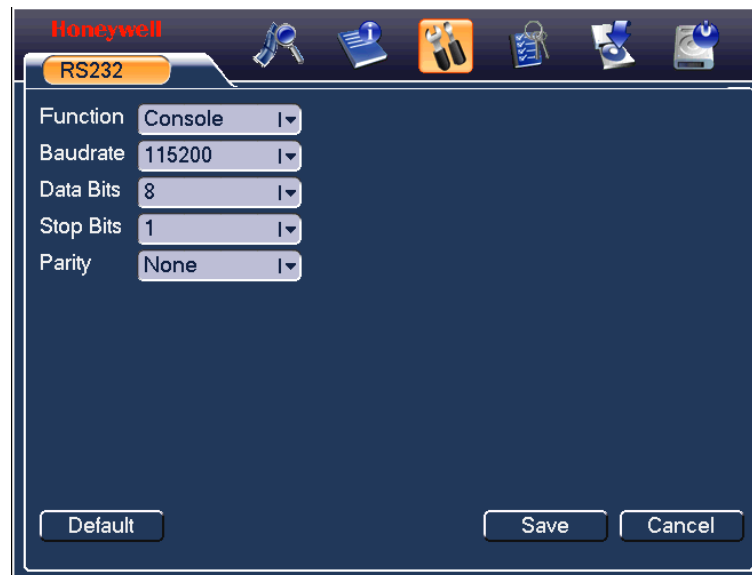 Honeywell
RS232
Function Console
Baudrate 115200
Data Bits 8
Stop Bits 1
Parity None
Default Save Cancel